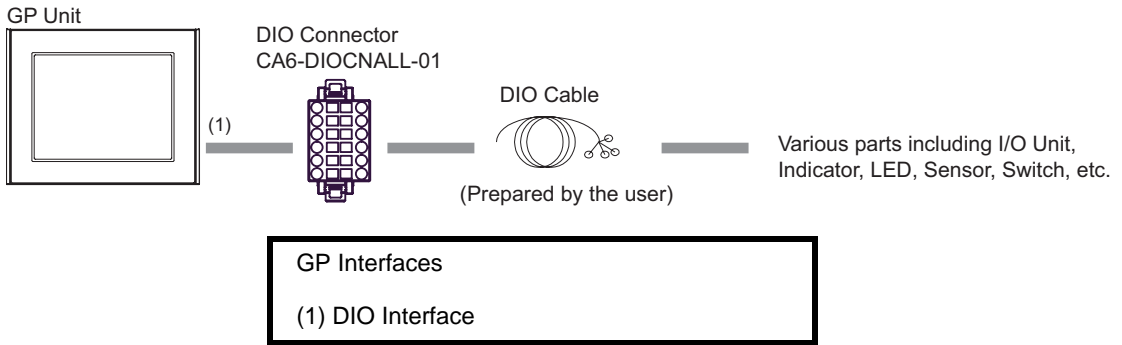 GP Unit
DIO Connector
CA6-DIOCNALL-01
(1)
DIO Cable
(Prepared by the user)
Various parts including I/O Unit,
Indicator, LED, Sensor, Switch, etc.
GP Interfaces
(1) DIO Interface